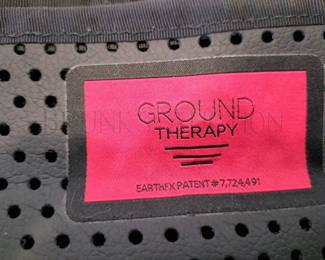 GROUND
THERAPY
EARTHFX PATENT # 7,724,491